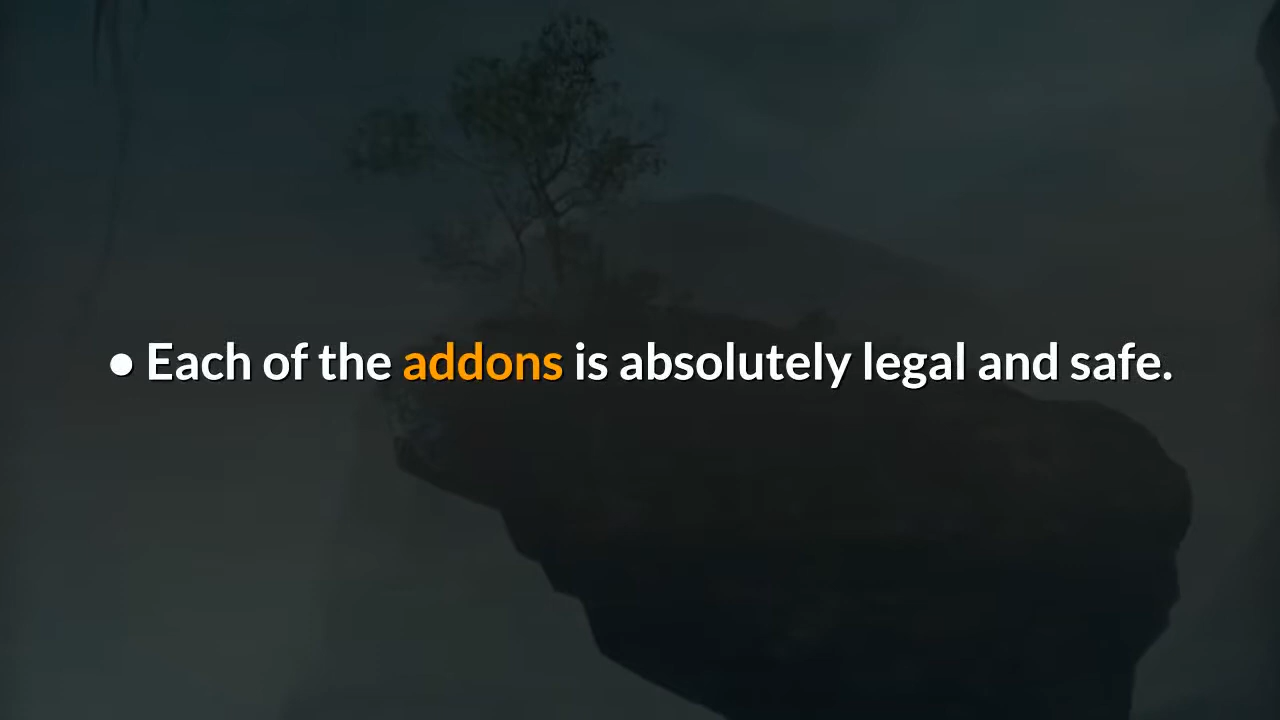 • Each of the addons is absolutely legal and safe.